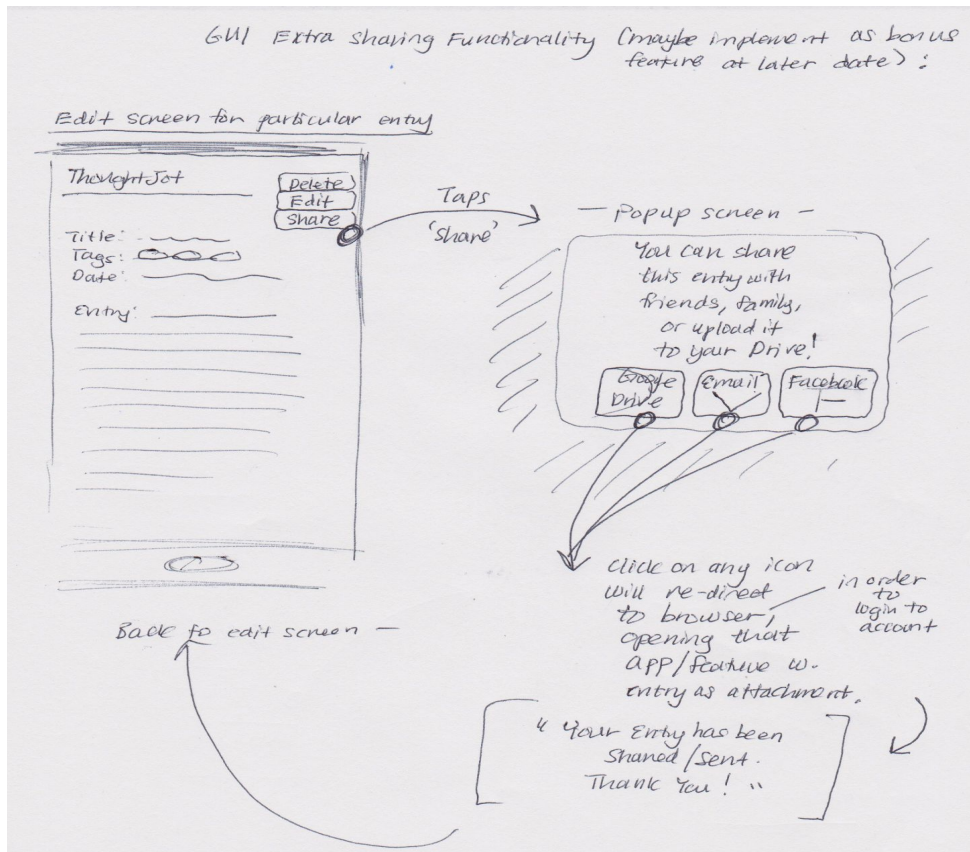 GUI Extra sharing Functionality (maybe implement as bonus
feature at later date):
Edit screen for particular entry
ThoughtJot
Delete
Edit
Share
Title:
Tags:
Date:
Entry:
Taps
'share'
- Popup screen -
You can share
this entry with
friends, family,
or upload it
to your Drive!
Google
Drive
Email
Facebook
click on any icon
will re-direct
to browser,
opening that
app/feature w.
entry as attachment.
in order
to
login to
account
"Your Entry has been
Shared/sent.
Thank You!"
Back to edit screen -